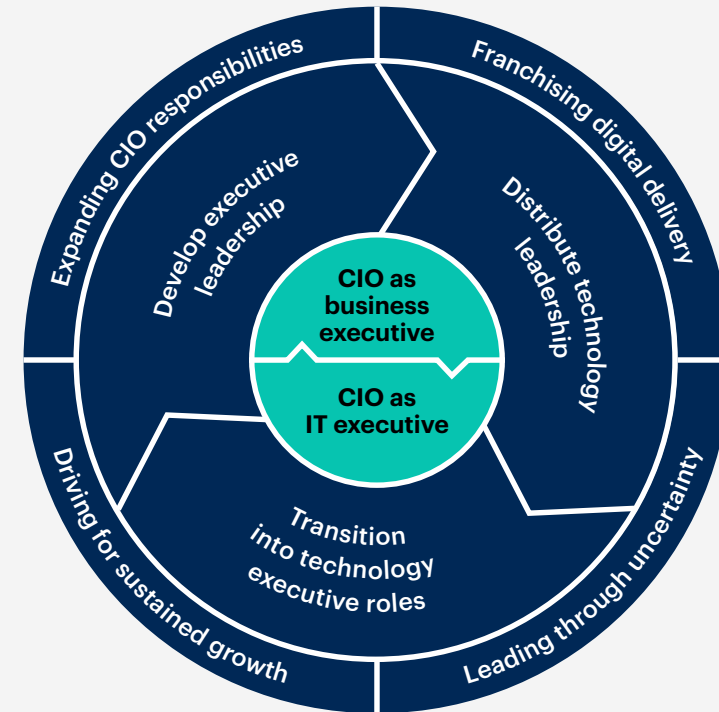 Expanding CIO responsibilities
Franchising digital delivery
Develop executive
leadership
Distribute technology
leadership
CIO as
business
executive
CIO as
IT executive
Transition
into technology
executive roles
Driving for sustained growth
Leading through uncertainty